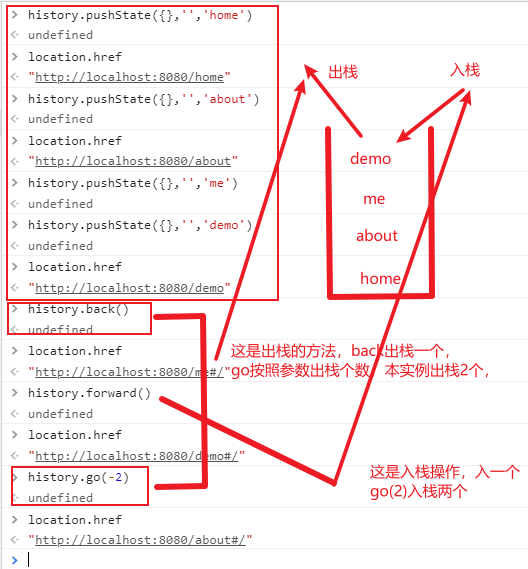 > history.pushState({},'','home')
<· undefined
> location.href
<· "http://localhost:8080/home"
> history.pushState({},'','about')
<· undefined
> location.href
<· "http://localhost:8080/about"
> history.pushState({},'','me')
<· undefined
> history.pushState({},'','demo')
<· undefined
> location.href
<· "http://localhost:8080/demo"
> history.back()
<· undefined
> location.href
<· "http://localhost:8080/me#/"
> history.forward()
<· undefined
> location.href
<· "http://localhost:8080/demo#/"
> history.go(-2)
<· undefined
> location.href
<· "http://localhost:8080/about#/"
>
出栈
入栈
demo
me
about
home
这是出栈的方法，back出栈一个，
go按照参数出栈个数，本实例出栈2个，
这是入栈操作，入一个
go(2)入栈两个